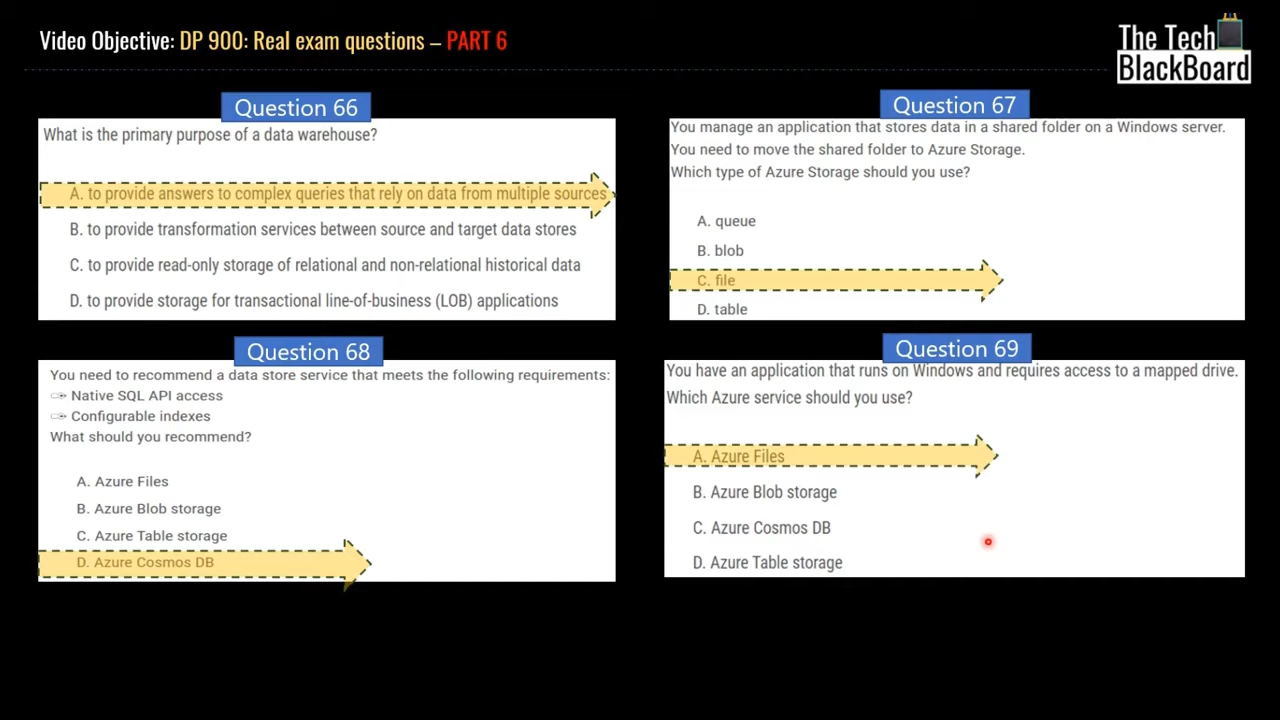 Video Objective: DP 900: Real exam questions – PART 6
The Tech
BlackBoard
Question 66
What is the primary purpose of a data warehouse?
A. to provide answers to complex queries that rely on data from multiple sources
B. to provide transformation services between source and target data stores
C. to provide read-only storage of relational and non-relational historical data
D. to provide storage for transactional line-of-business (LOB) applications
Question 67
You manage an application that stores data in a shared folder on a Windows server.
You need to move the shared folder to Azure Storage.
Which type of Azure Storage should you use?
A. queue
B. blob
C. file
D. table
Question 68
You need to recommend a data store service that meets the following requirements:
Native SQL API access
Configurable indexes
What should you recommend?
A. Azure Files
B. Azure Blob storage
C. Azure Table storage
D. Azure Cosmos DB
Question 69
You have an application that runs on Windows and requires access to a mapped drive.
Which Azure service should you use?
A. Azure Files
B. Azure Blob storage
C. Azure Cosmos DB
D. Azure Table storage